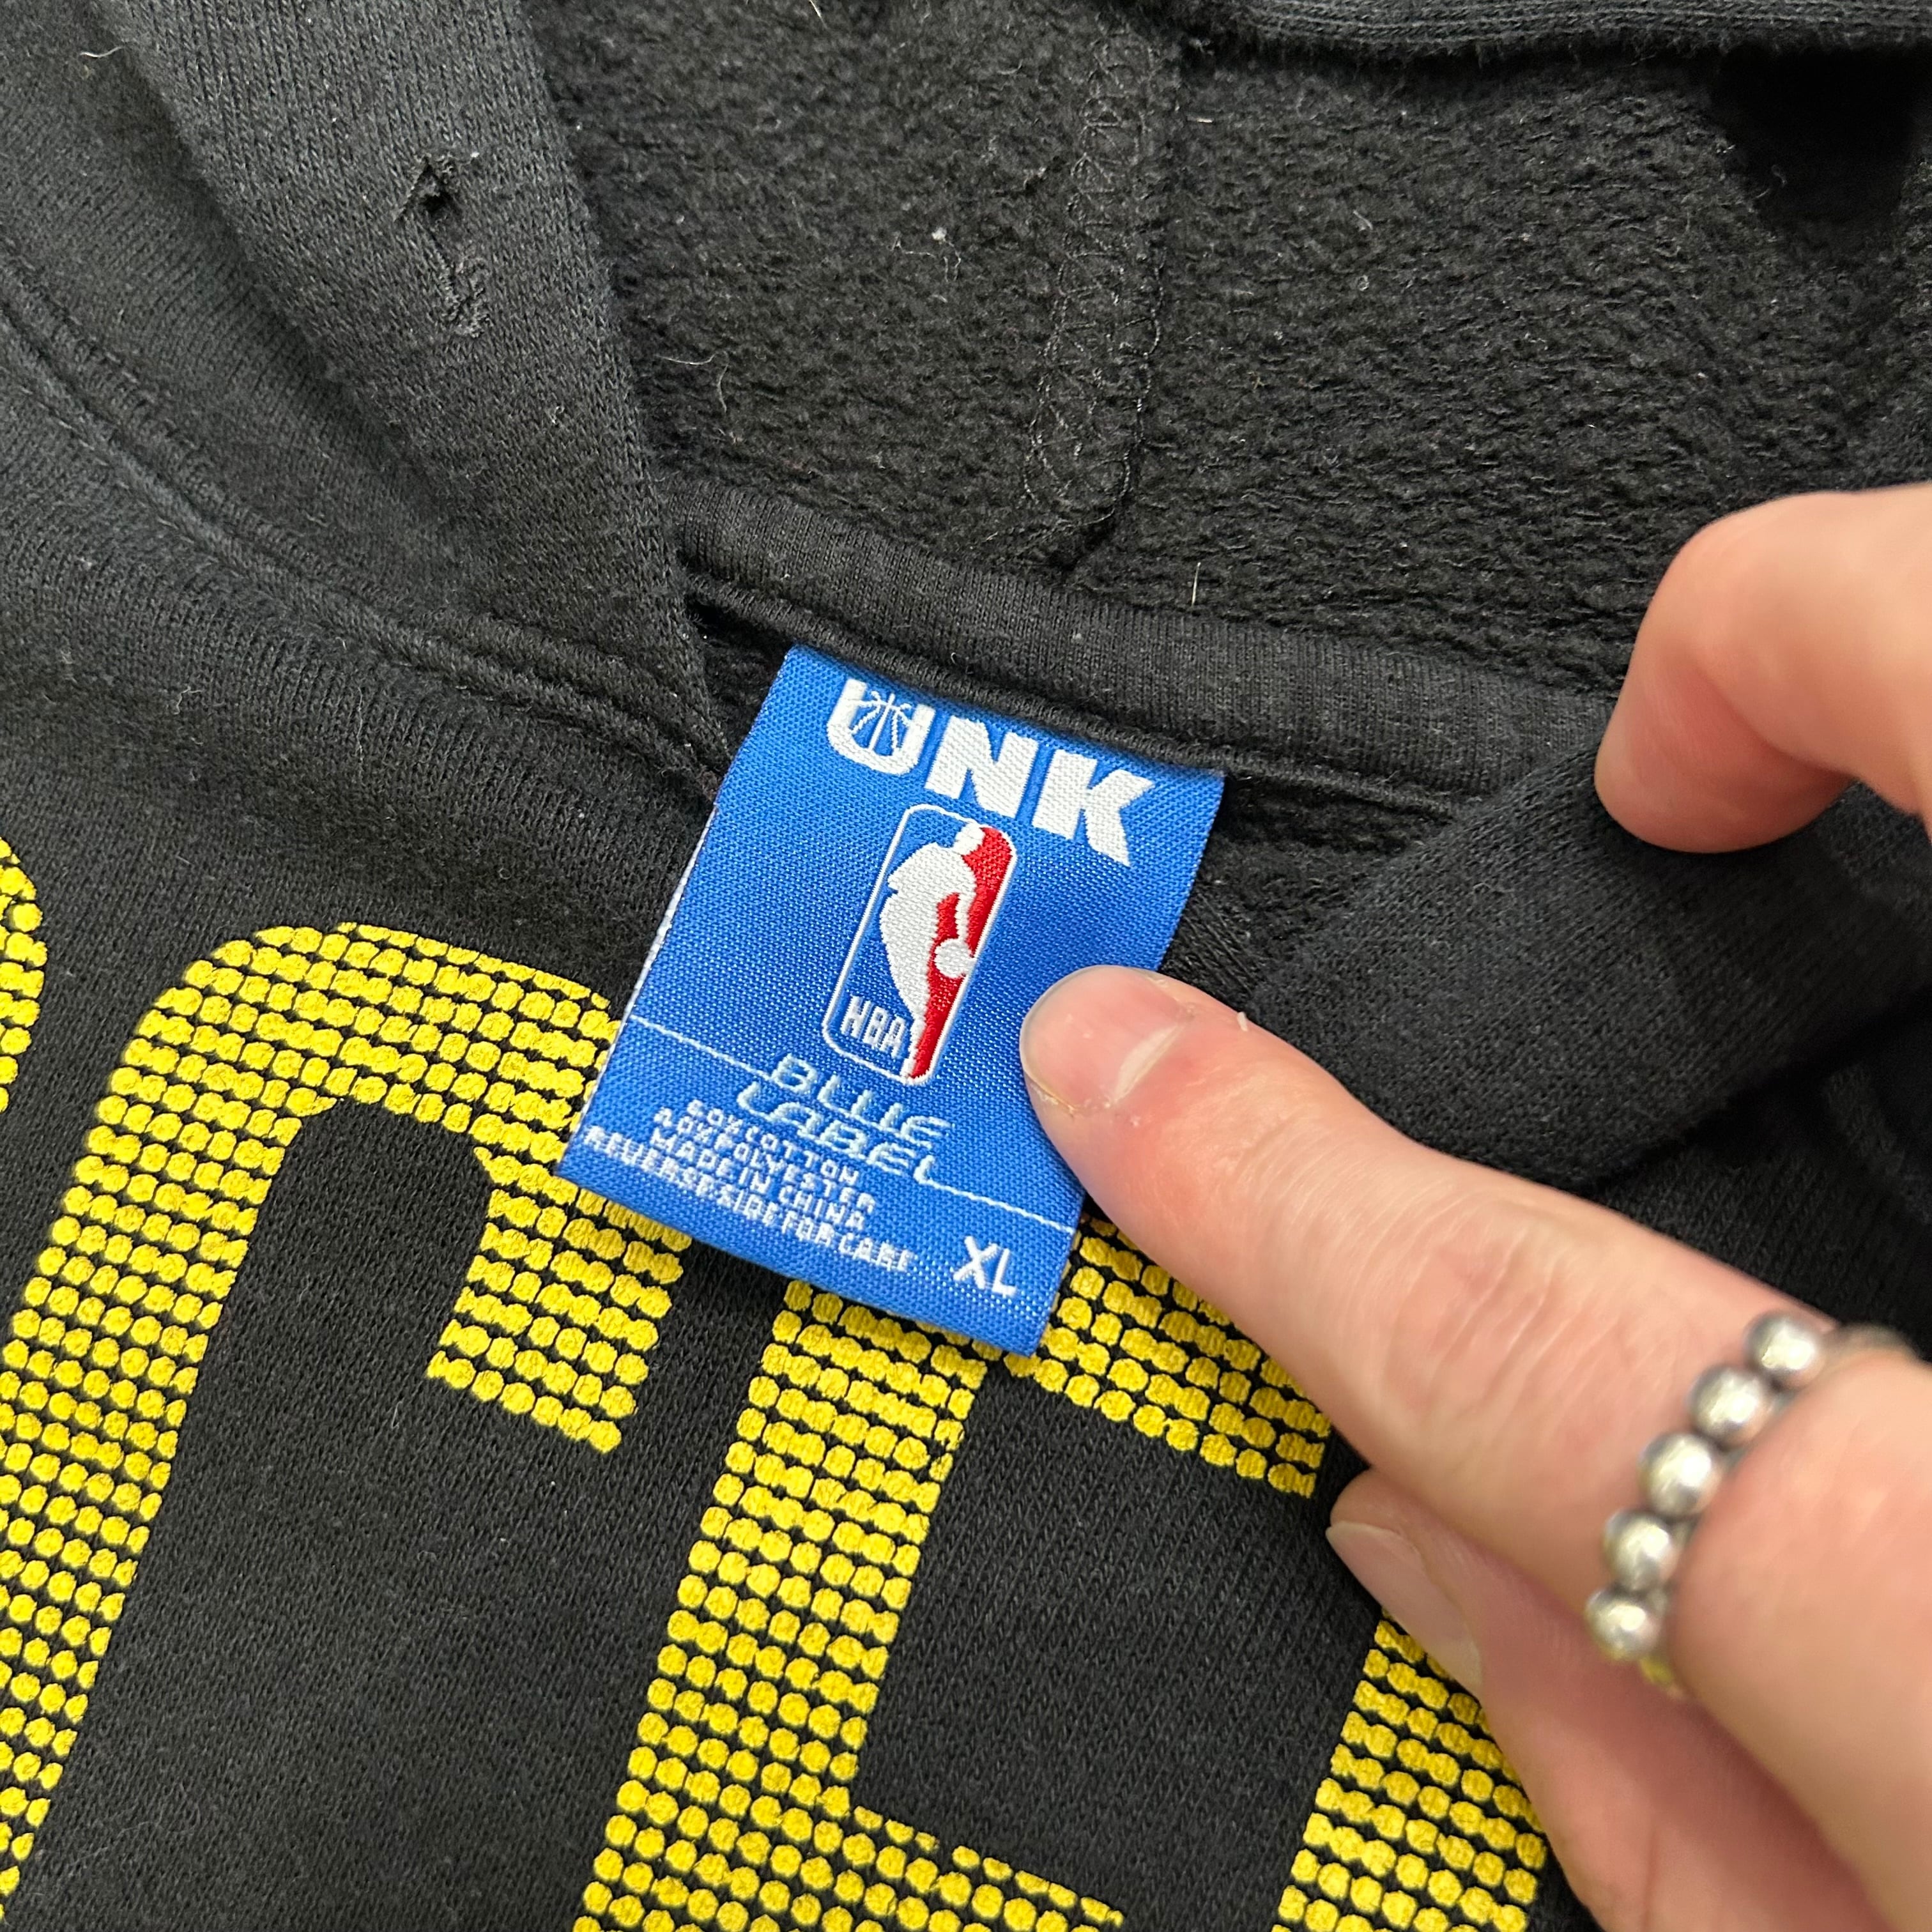 UNK
NBA
BLUE
LABEL
60% COTTON
40% POLYESTER
MADE IN CHINA
REVERSE SIDE FOR CARE
XL